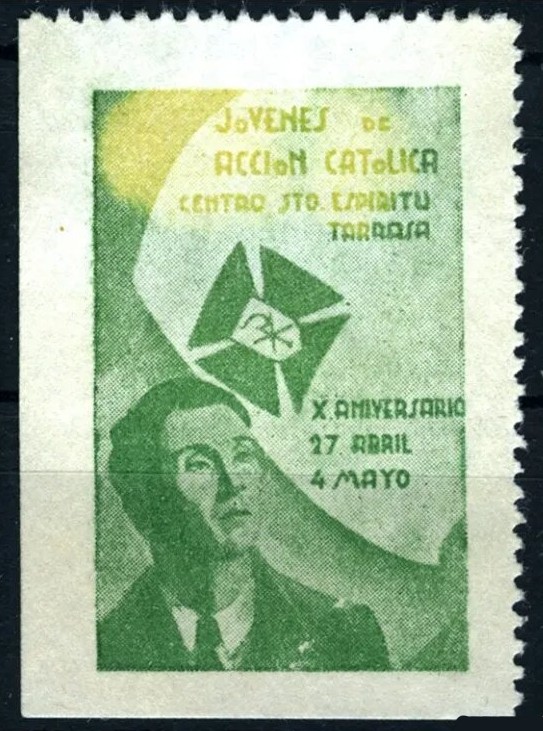 JoVENES DE
ACCIoN CAToLICA
CENTRO STO. ESPIRITU
TARRASA
X. ANIVERSARIO
27 ABRIL
4 MAYO